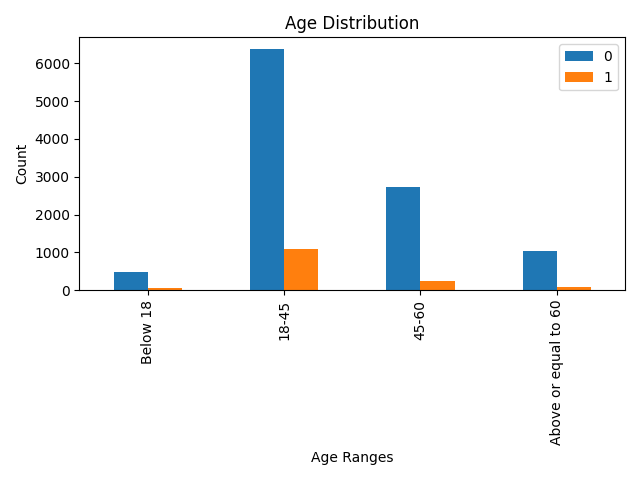 Age Distribution
0
1
Count
6000
5000
4000
3000
2000
1000
0
Below 18
18-45
45-60
Above or equal to 60
Age Ranges